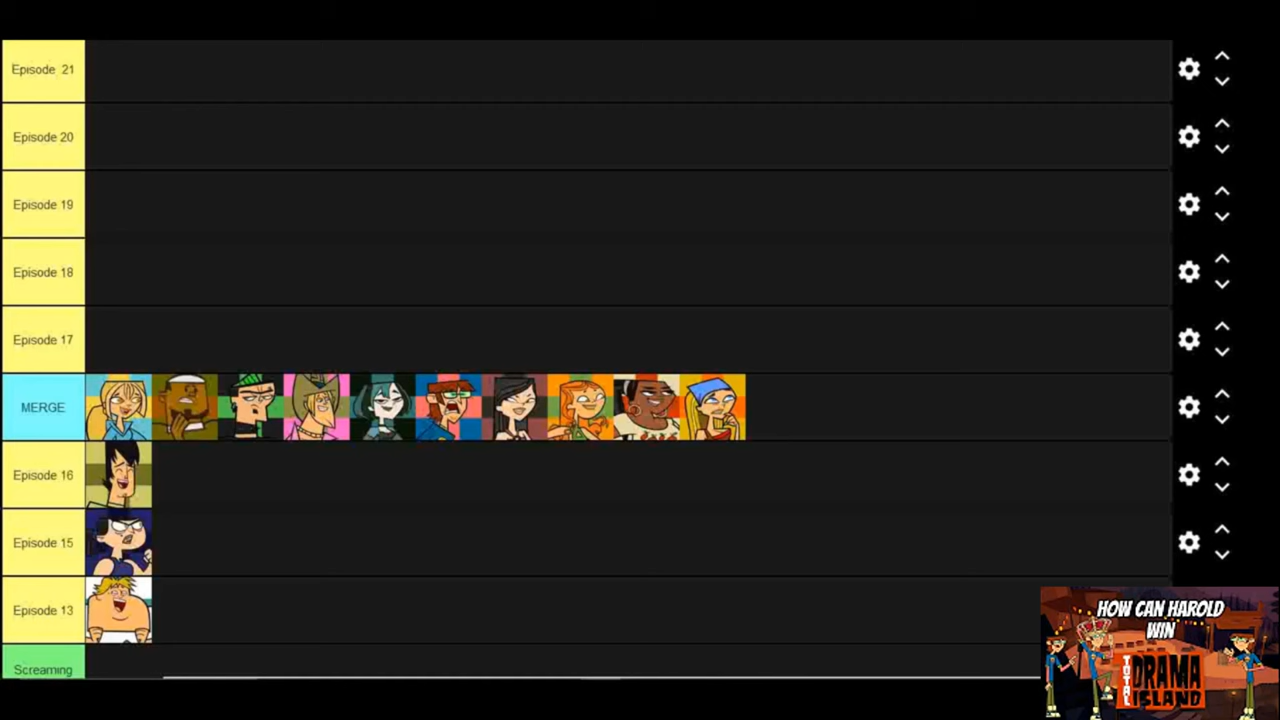 Episode 21
Episode 20
Episode 19
Episode 18
Episode 17
MERGE
Episode 16
Episode 15
Episode 13
Screaming
HOW CAN HAROLD
WIN
TOTAL
DRAMA
ISLAND